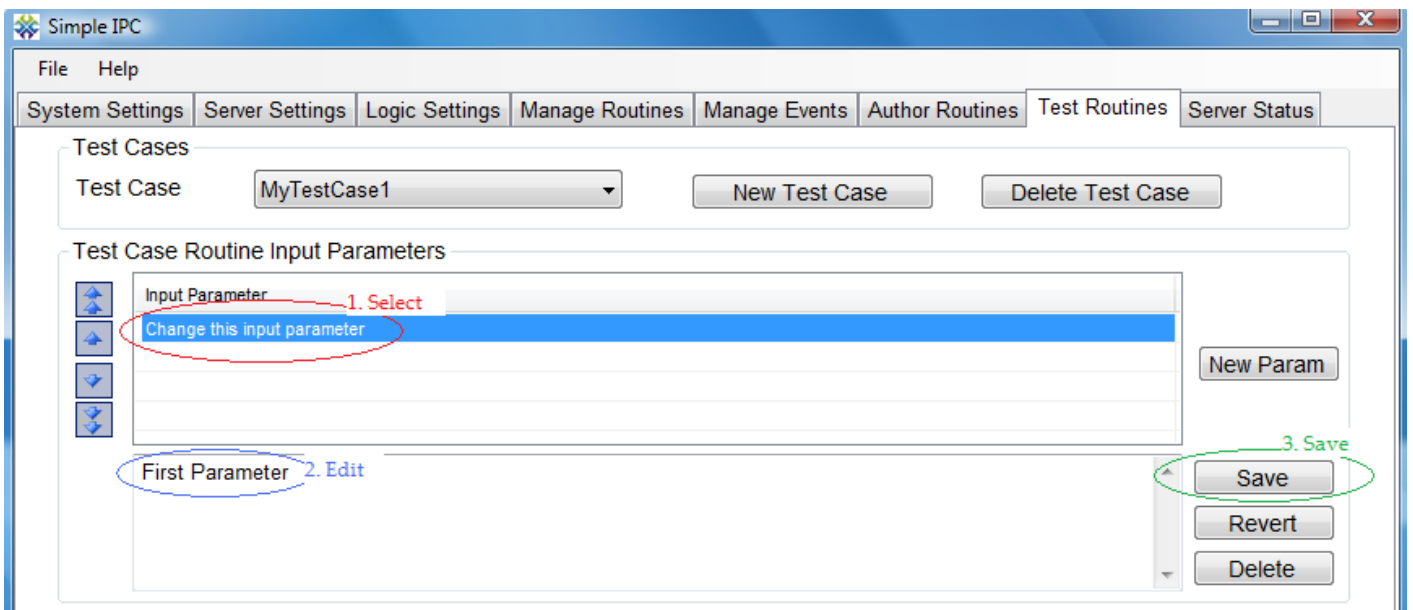 Simple IPC
File Help
System Settings Server Settings Logic Settings Manage Routines Manage Events Author Routines Test Routines Server Status
Test Cases
Test Case MyTestCase1 New Test Case Delete Test Case
Test Case Routine Input Parameters
Input Parameter
1. Select
Change this input parameter
New Param
3. Save
First Parameter 2. Edit
Save
Revert
Delete